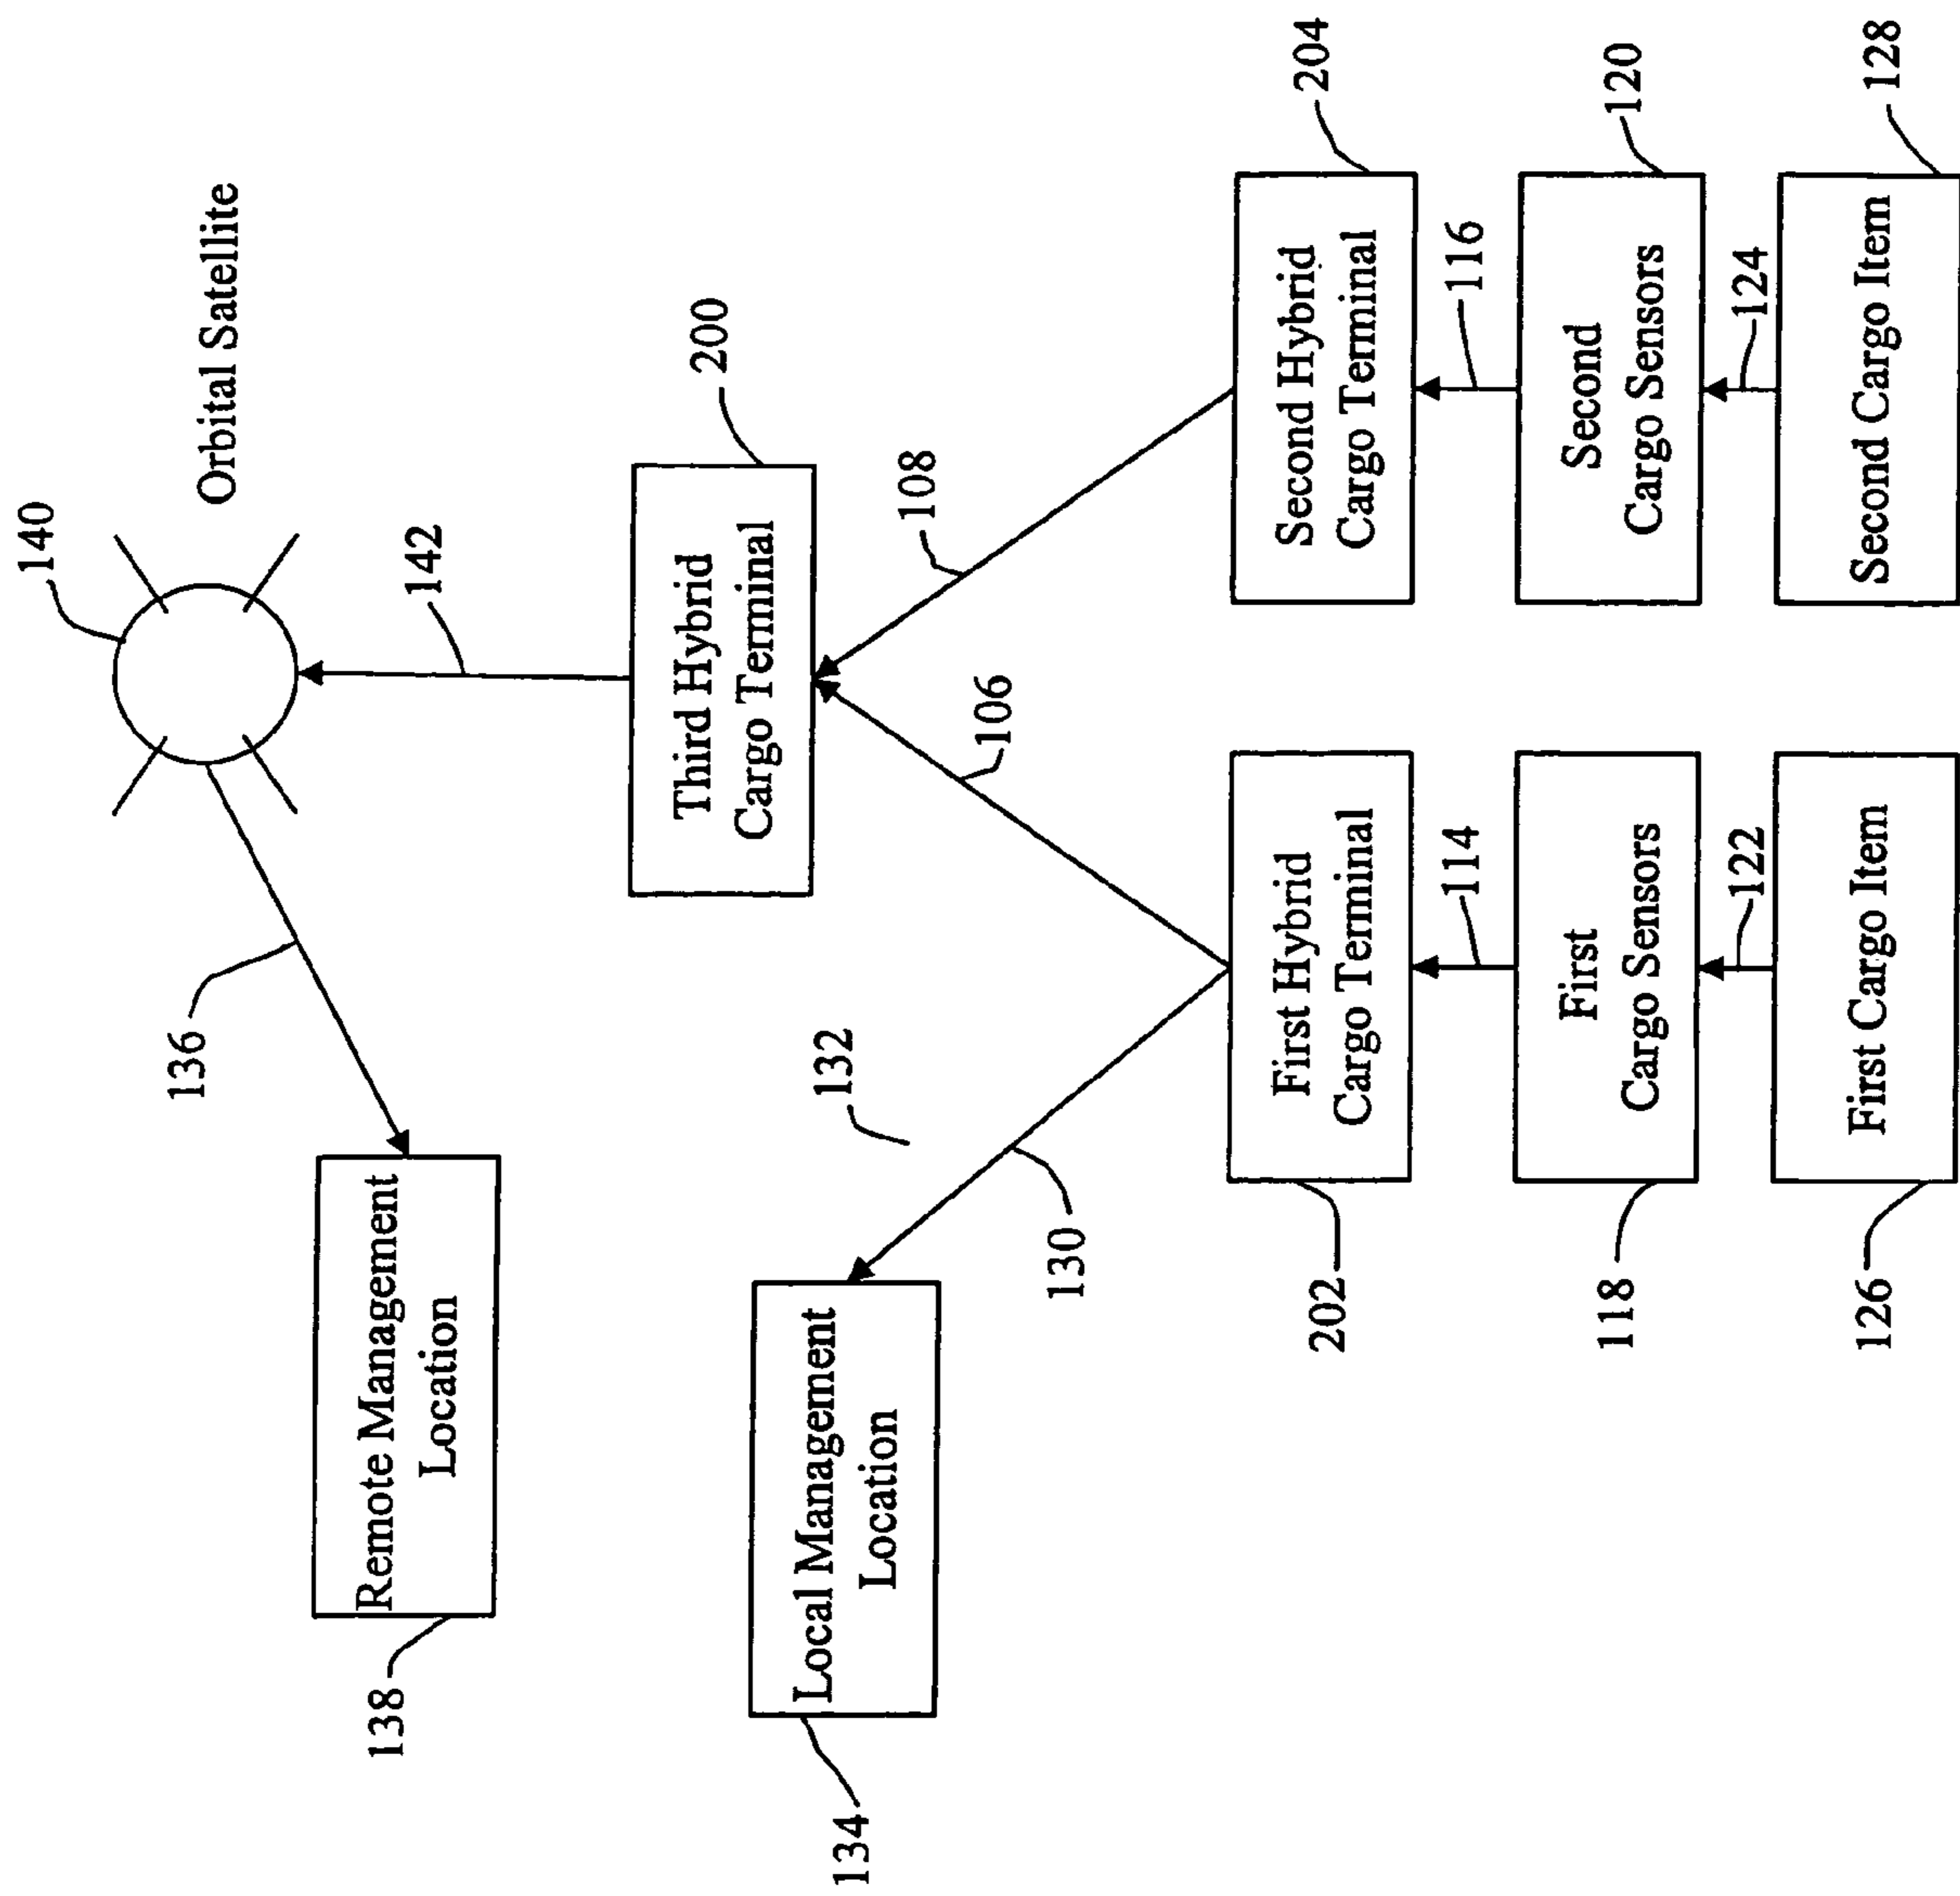 140
Orbital Satellite
136
142
138
Remote Management
Location
200
Third Hybrid
Cargo Terminal
134
Local Management
Location
132
130
106
108
202
First Hybrid
Cargo Terminal
204
Second Hybrid
Cargo Terminal
114
116
118
First
Cargo Sensors
120
Second
Cargo Sensors
122
124
126
First Cargo Item
128
Second Cargo Item